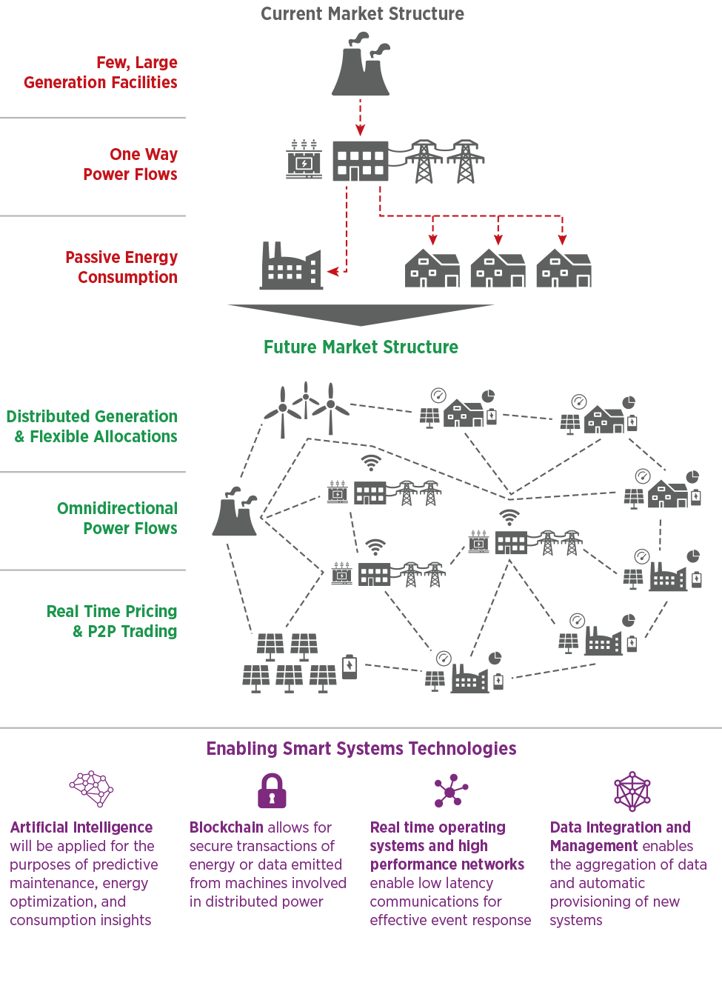 Current Market Structure
Few, Large
Generation Facilities
One Way
Power Flows
Passive Energy
Consumption
Future Market Structure
Distributed Generation
& Flexible Allocations
Omnidirectional
Power Flows
Real Time Pricing
& P2P Trading
Enabling Smart Systems Technologies
Artificial Intelligence
will be applied for the
purposes of predictive
maintenance, energy
optimization, and
consumption insights
Blockchain allows for
secure transactions of
energy or data emitted
from machines involved
in distributed power
Real time operating
systems and high
performance networks
enable low latency
communications for
effective event response
Data Integration and
Management enables
the aggregation of data
and automatic
provisioning of new
systems